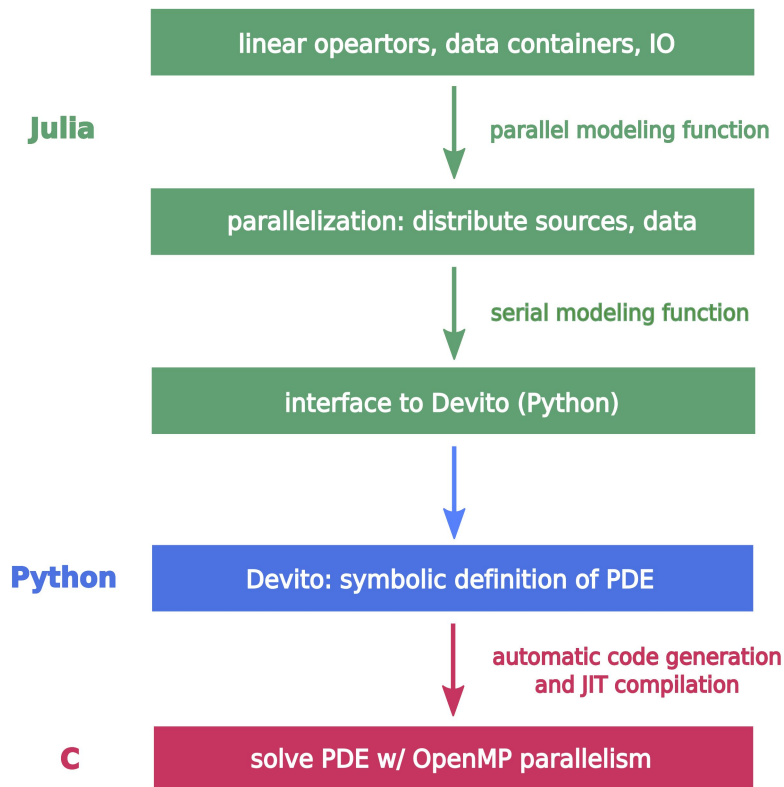 linear opeartors, data containers, IO
Julia
parallel modeling function
parallelization: distribute sources, data
serial modeling function
interface to Devito (Python)
Python
Devito: symbolic definition of PDE
automatic code generation
and JIT compilation
C
solve PDE w/ OpenMP parallelism